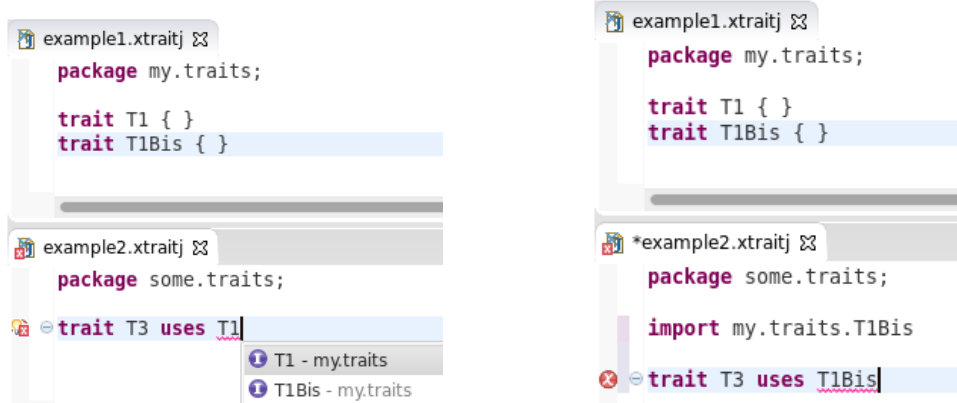 example1.xtraitj
package my.traits;
trait T1 { }
trait T1Bis { }
example2.xtraitj
package some.traits;
trait T3 uses T1
T1 - my.traits
T1Bis - my.traits
example1.xtraitj
package my.traits;
trait T1 { }
trait T1Bis { }
*example2.xtraitj
package some.traits;
import my.traits.T1Bis
trait T3 uses T1Bis